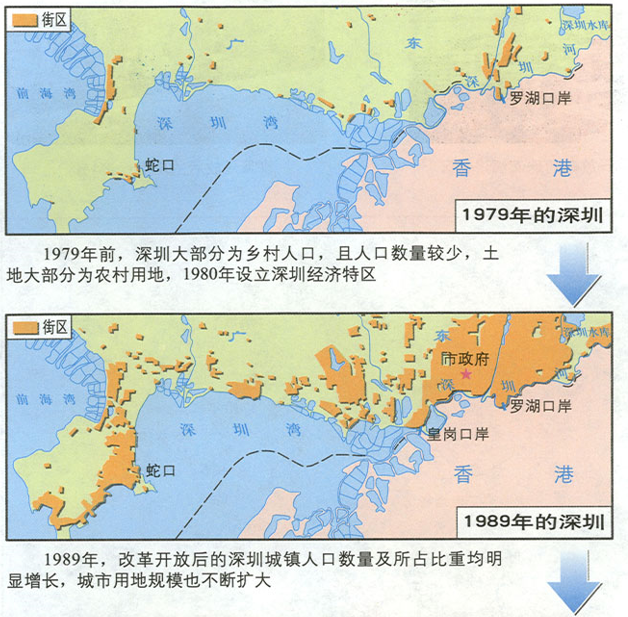 街区
广
东
深圳水库
河
圳
深
前海湾
深圳湾
罗湖口岸
蛇口
香港
1979年的深圳
1979年前，深圳大部分为乡村人口，且人口数量较少，土
地大部分为农村用地，1980年设立深圳经济特区
街区
广
东
深圳水库
市政府
河
深
圳
前海湾
罗湖口岸
深圳湾
皇岗口岸
蛇口
香港
1989年的深圳
1989年，改革开放后的深圳城镇人口数量及所占比重均明
显增长，城市用地规模也不断扩大